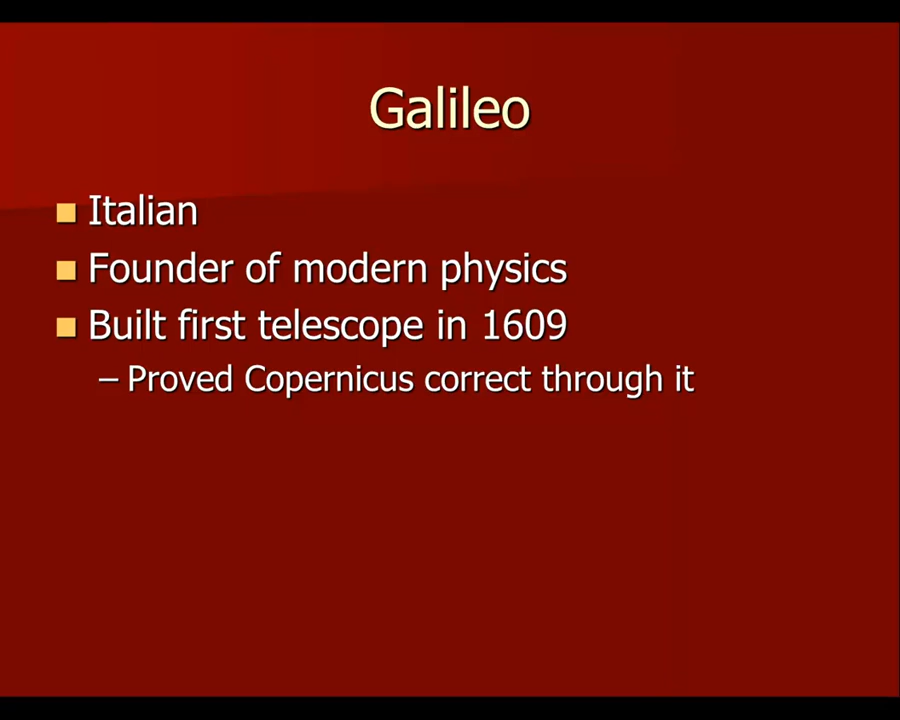 Galileo
Italian
Founder of modern physics
Built first telescope in 1609
– Proved Copernicus correct through it